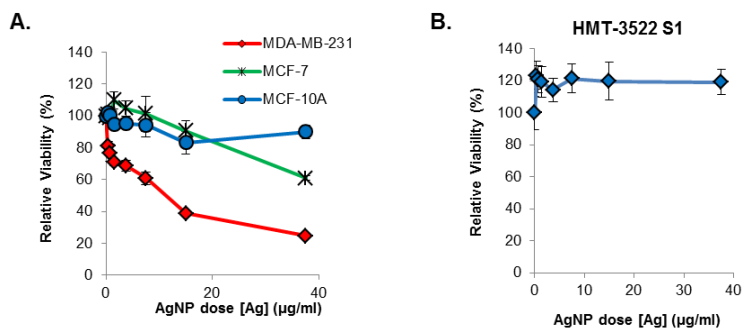 A.
MDA-MB-231
MCF-7
MCF-10A
Relative Viability (%)
140
120
100
80
60
40
20
0
0 20 40
AgNP dose [Ag] (µg/ml)
B.
HMT-3522 S1
Relative Viability (%)
140
120
100
80
60
40
20
0
0 10 20 30 40
AgNP dose [Ag] (µg/ml)